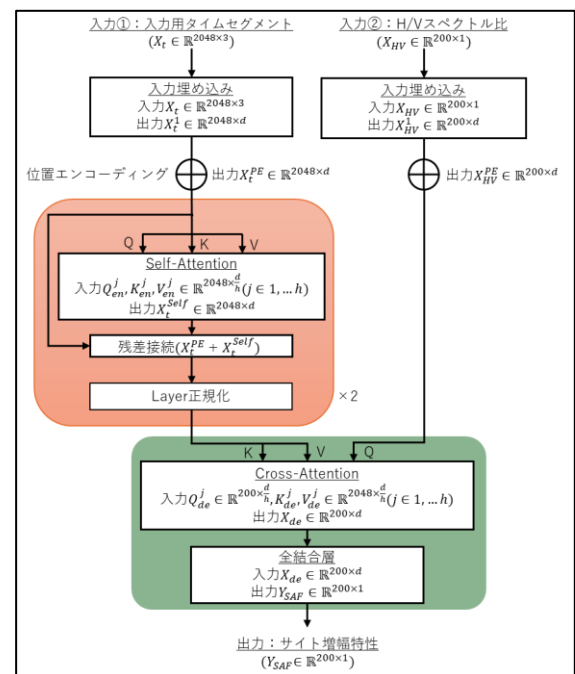 入力①：入力用タイムセグメント
(X_t ∈ ℝ^{2048×3})
入力②：H/Vスペクトル比
(X_{HV} ∈ ℝ^{200×1})
入力埋め込み
入力X_t ∈ ℝ^{2048×3}
出力X_t^1 ∈ ℝ^{2048×d}
入力埋め込み
入力X_{HV} ∈ ℝ^{200×1}
出力X_{HV}^1 ∈ ℝ^{200×d}
位置エンコーディング
出力X_t^{PE} ∈ ℝ^{2048×d}
出力X_{HV}^{PE} ∈ ℝ^{200×d}
Q K V
Self-Attention
入力Q_{en}^j, K_{en}^j, V_{en}^j ∈ ℝ^{2048×\frac{d}{h}}(j ∈ 1, … h)
出力X_t^{Self} ∈ ℝ^{2048×d}
残差接続(X_t^{PE} + X_t^{Self})
Layer正規化
×2
K V Q
Cross-Attention
入力Q_{de}^j ∈ ℝ^{200×\frac{d}{h}}, K_{de}^j, V_{de}^j ∈ ℝ^{2048×\frac{d}{h}}(j ∈ 1, … h)
出力X_{de} ∈ ℝ^{200×d}
全結合層
入力X_{de} ∈ ℝ^{200×d}
出力Y_{SAF} ∈ ℝ^{200×1}
出力：サイト増幅特性
(Y_{SAF} ∈ ℝ^{200×1})